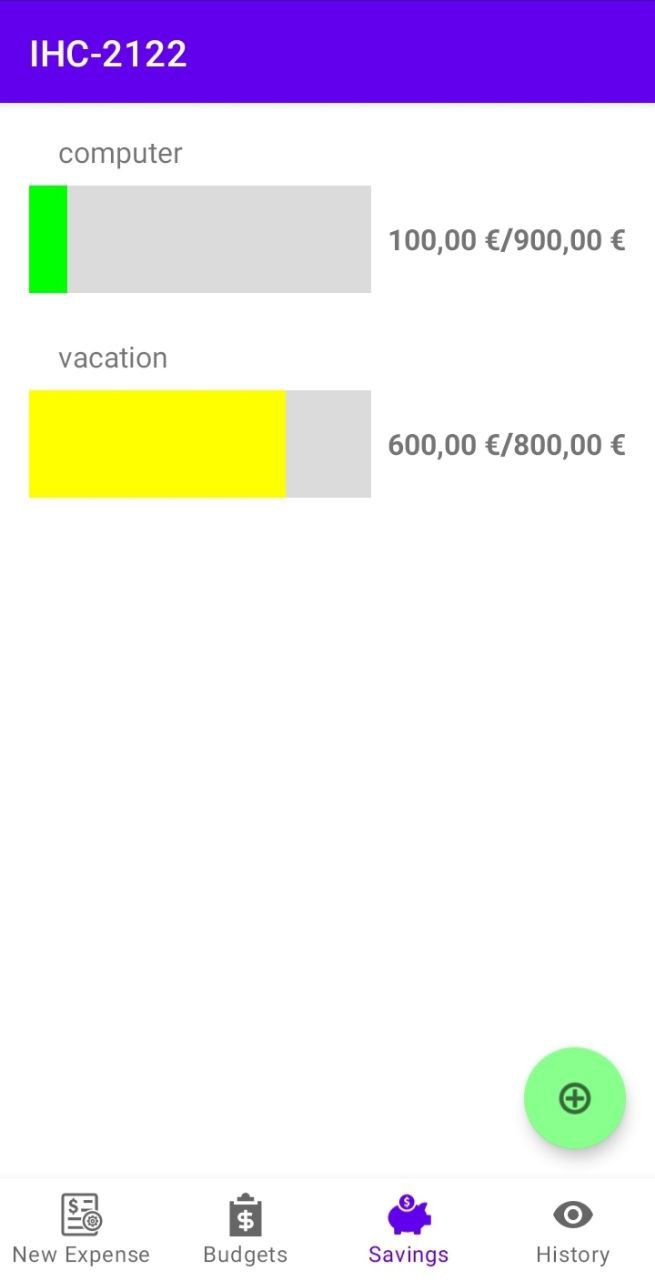 IHC-2122
computer
100,00 €/900,00 €
vacation
600,00 €/800,00 €
New Expense
Budgets
Savings
History